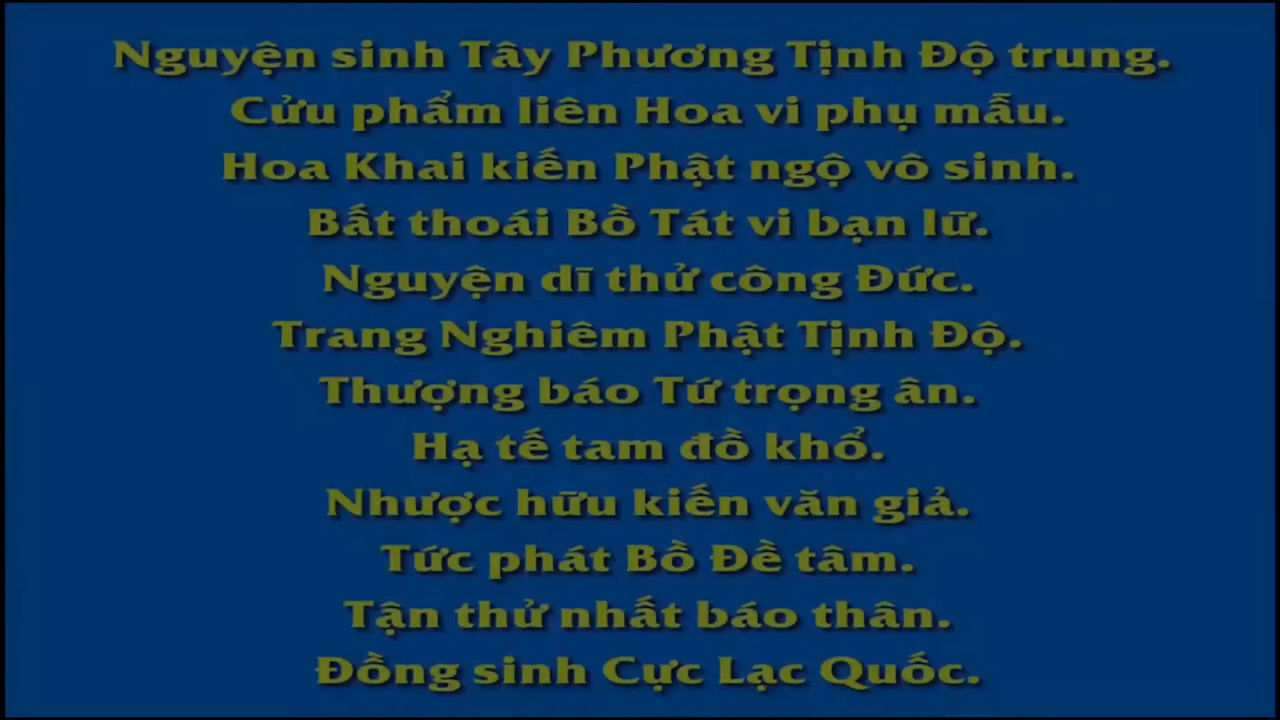 Nguyện sinh Tây Phương Tịnh Độ trung.
Cửu phẩm liên Hoa vi phụ mẫu.
Hoa Khai kiến Phật ngộ vô sinh.
Bất thoái Bồ Tát vi bạn lữ.
Nguyện dĩ thử công Đức.
Trang Nghiêm Phật Tịnh Độ.
Thượng báo Tứ trọng ân.
Hạ tế tam đồ khổ.
Nhược hữu kiến văn giả.
Tức phát Bồ Đề tâm.
Tận thử nhất báo thân.
Đồng sinh Cực Lạc Quốc.